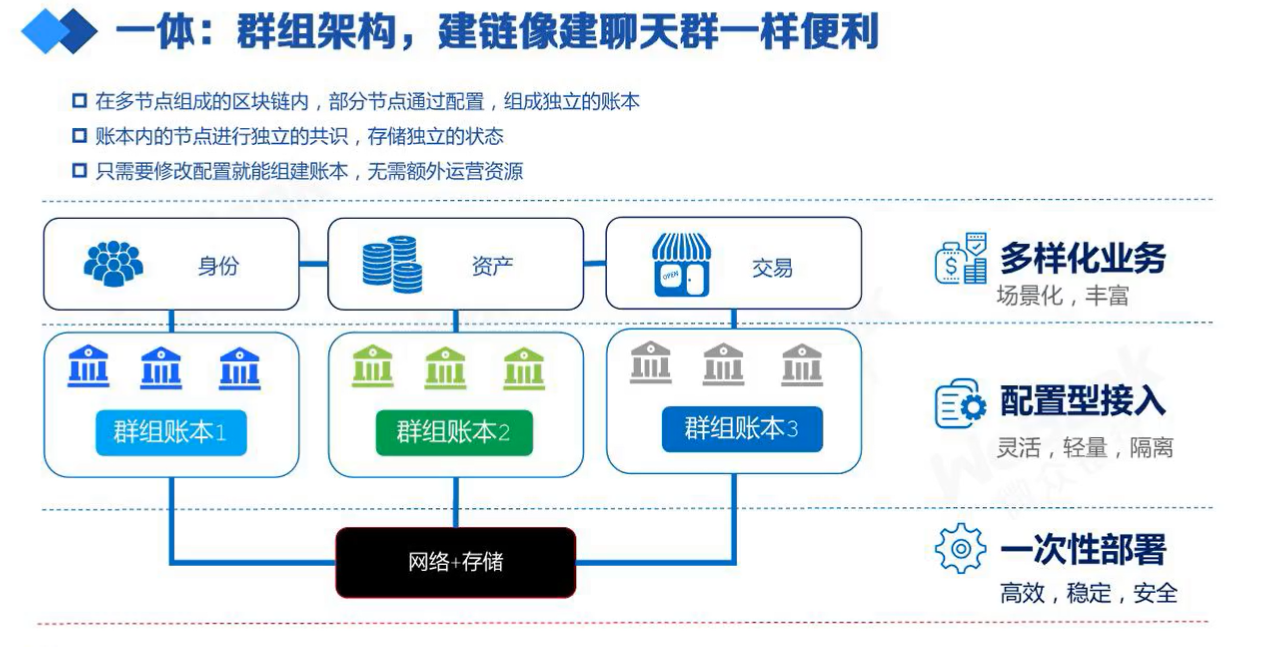 一体：群组架构，建链像建聊天群一样便利
在多节点组成的区块链内，部分节点通过配置，组成独立的账本
账本内的节点进行独立的共识，存储独立的状态
只需要修改配置就能组建账本，无需额外运营资源
身份
资产
OPEN
交易
多样化业务
场景化，丰富
群组账本1
群组账本2
群组账本3
配置型接入
灵活，轻量，隔离
网络+存储
一次性部署
高效，稳定，安全